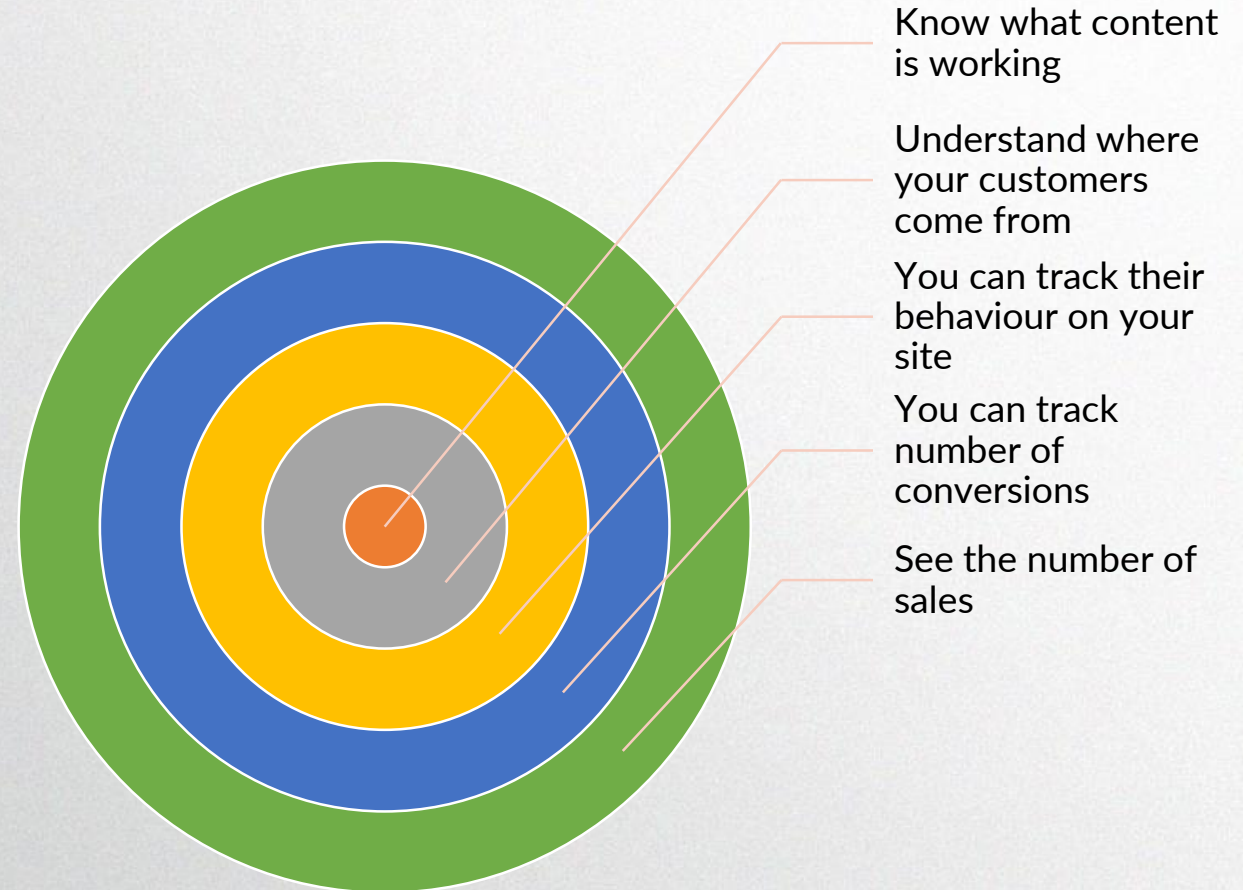 Know what content
is working
Understand where
your customers
come from
You can track their
behaviour on your
site
You can track
number of
conversions
See the number of
sales